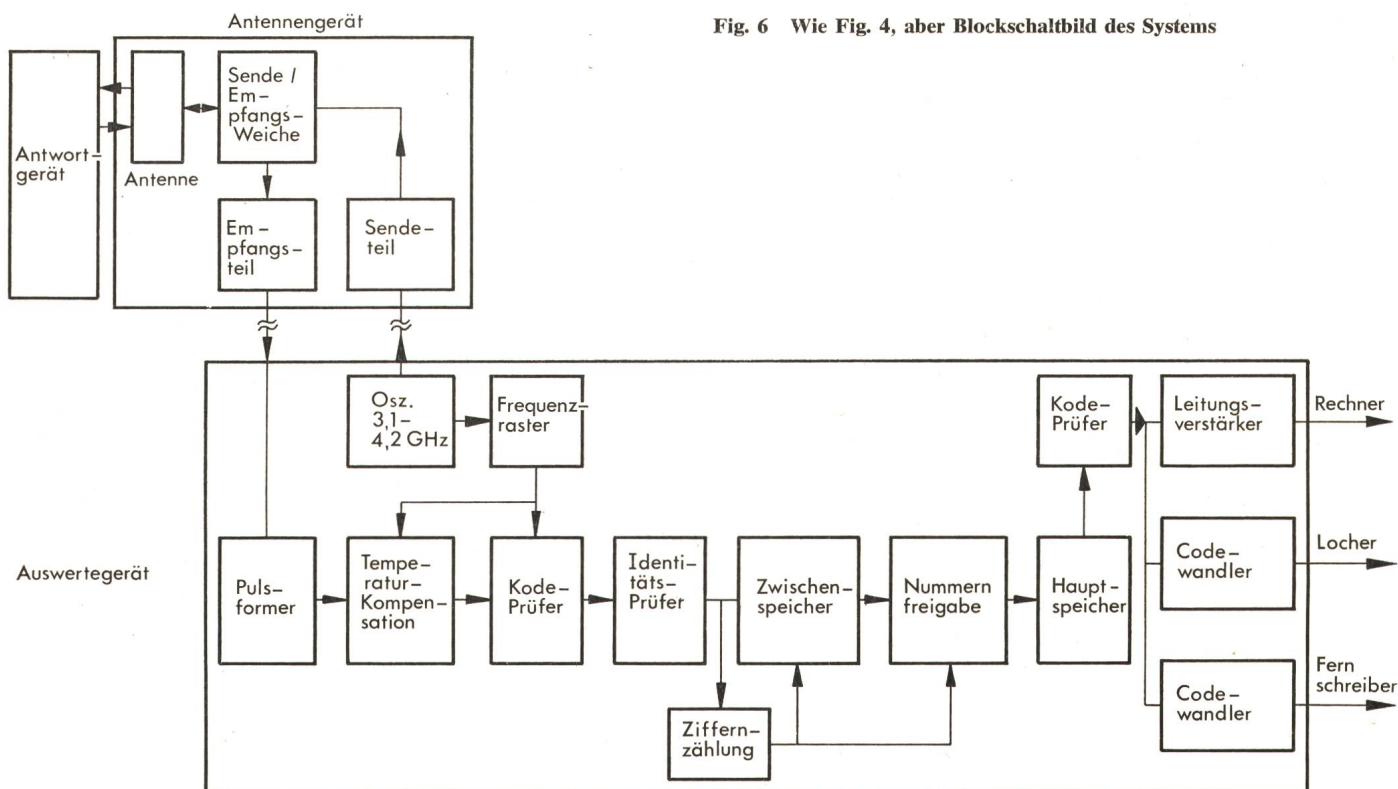 Antennengerät
Fig. 6 Wie Fig. 4, aber Blockschaltbild des Systems
Antwort-
gerät
Antenne
Sende /
Em-
pfangs-
Weiche
Em-
pfangs-
teil
Sende-
teil
Auswertegerät
Osz.
3,1-
4,2 GHz
Frequenz-
raster
Puls-
former
Tempe-
ratur-
Kompen-
sation
Kode-
Prüfer
Identi-
täts-
Prüfer
Zwischen-
speicher
Ziffern-
zählung
Nummern
freigabe
Haupt-
speicher
Kode-
Prüfer
Leitungs-
verstärker
Rechner
Code-
wandler
Locher
Code-
wandler
Fern
schreiber